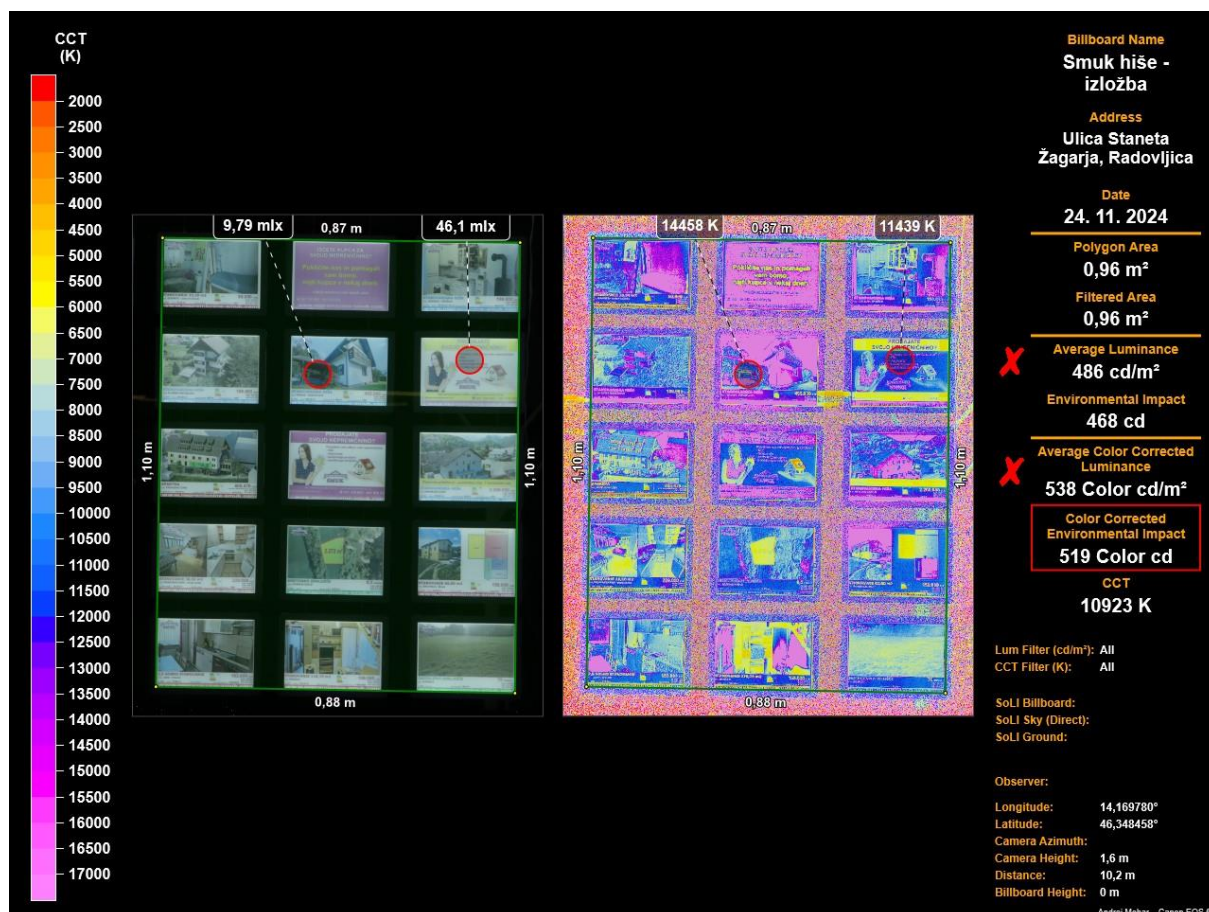 CCT
(K)
2000
2500
3000
3500
4000
4500
5000
5500
6000
6500
7000
7500
8000
8500
9000
9500
10000
10500
11000
11500
12000
12500
13000
13500
14000
14500
15000
15500
16000
16500
17000
9,79 mlx
0,87 m
46,1 mlx
1,10 m
1,10 m
0,88 m
14458 K
0,87 m
11439 K
1,10 m
1,10 m
0,88 m
Billboard Name
Smuk hiše -
izložba
Address
Ulica Staneta
Žagarja, Radovljica
Date
24. 11. 2024
Polygon Area
0,96 m²
Filtered Area
0,96 m²
Average Luminance
486 cd/m²
Environmental Impact
468 cd
Average Color Corrected
Luminance
538 Color cd/m²
Color Corrected
Environmental Impact
519 Color cd
CCT
10923 K
Lum Filter (cd/m²): All
CCT Filter (K): All
SoLI Billboard:
SoLI Sky (Direct):
SoLI Ground:
Observer:
Longitude: 14,169780°
Latitude: 46,348458°
Camera Azimuth:
Camera Height: 1,6 m
Distance: 10,2 m
Billboard Height: 0 m